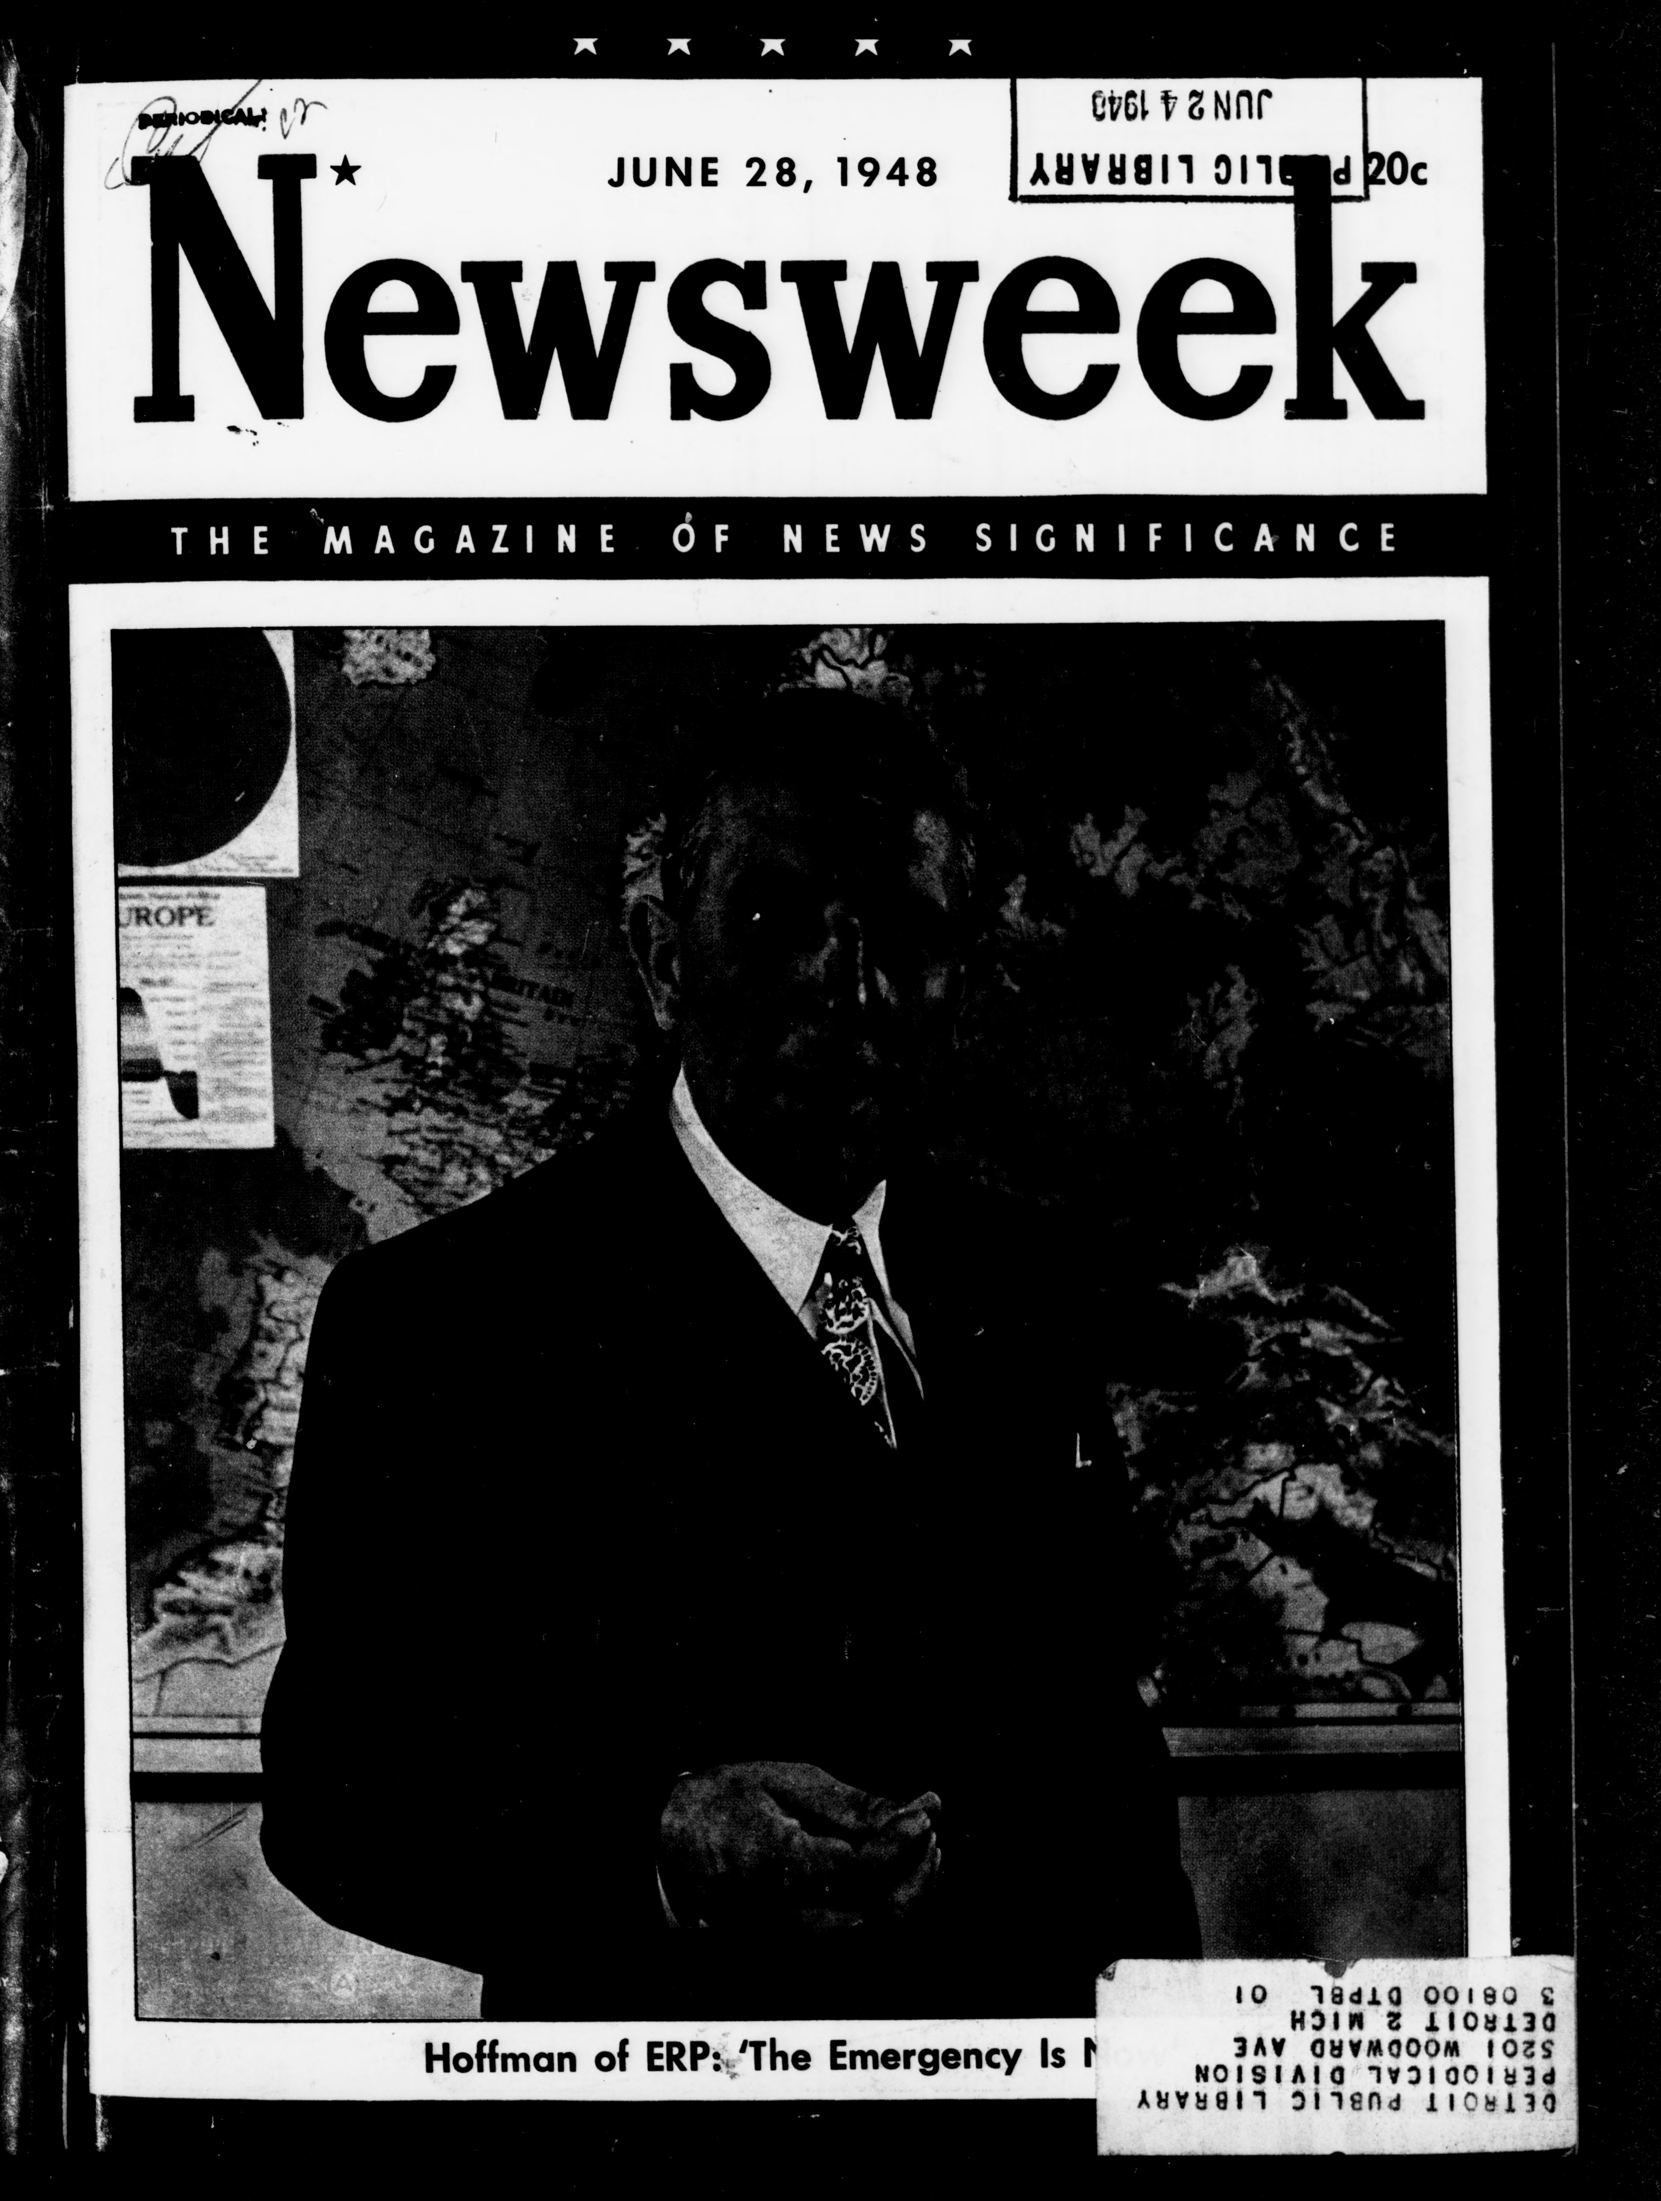 PERIODICAL
JUN 24 1948
PUBLIC LIBRARY
JUNE 28, 1948
20c
Newsweek
THE MAGAZINE OF NEWS SIGNIFICANCE
UROPE
BRITAIN
Hoffman of ERP: 'The Emergency Is N
DETROIT PUBLIC LIBRARY
PERIODICAL DIVISION
5201 WOODWARD AVE
DETROIT 2 MICH
3 08100 DTPBL 01